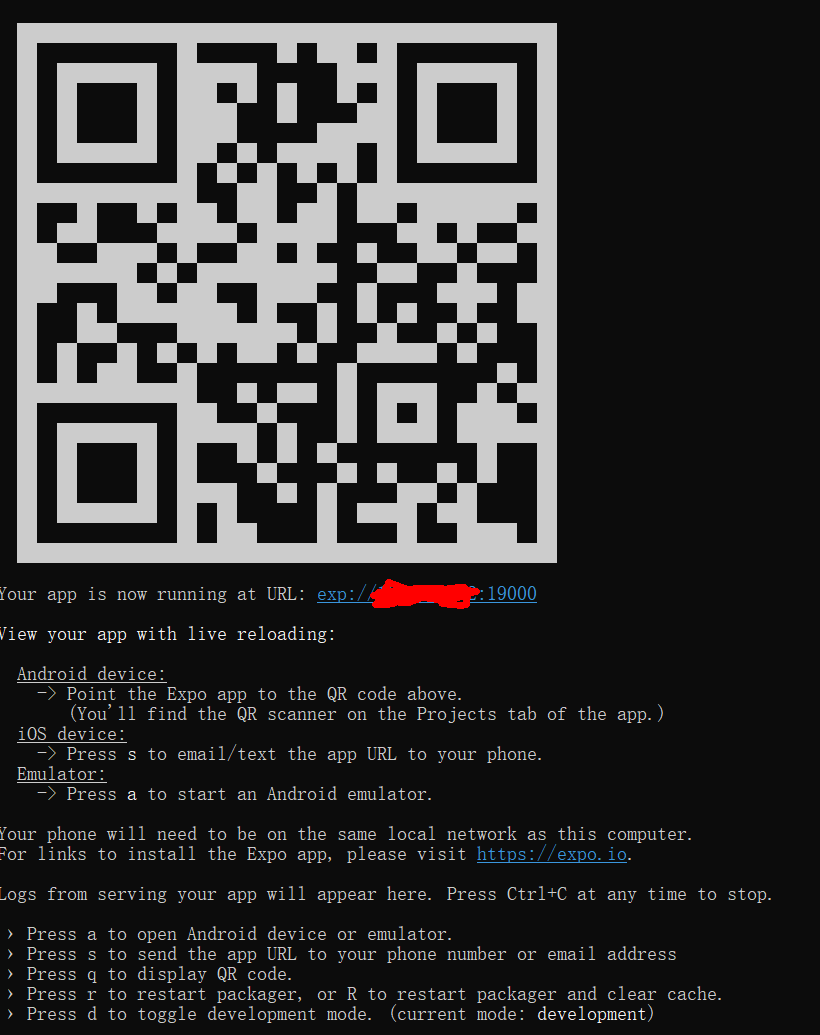 Your app is now running at URL: exp://:19000
View your app with live reloading:
Android device:
-> Point the Expo app to the QR code above.
(You'll find the QR scanner on the Projects tab of the app.)
iOS device:
-> Press s to email/text the app URL to your phone.
Emulator:
-> Press a to start an Android emulator.
Your phone will need to be on the same local network as this computer.
For links to install the Expo app, please visit https://expo.io.
Logs from serving your app will appear here. Press Ctrl+C at any time to stop.
› Press a to open Android device or emulator.
› Press s to send the app URL to your phone number or email address
› Press q to display QR code.
› Press r to restart packager, or R to restart packager and clear cache.
› Press d to toggle development mode. (current mode: development)